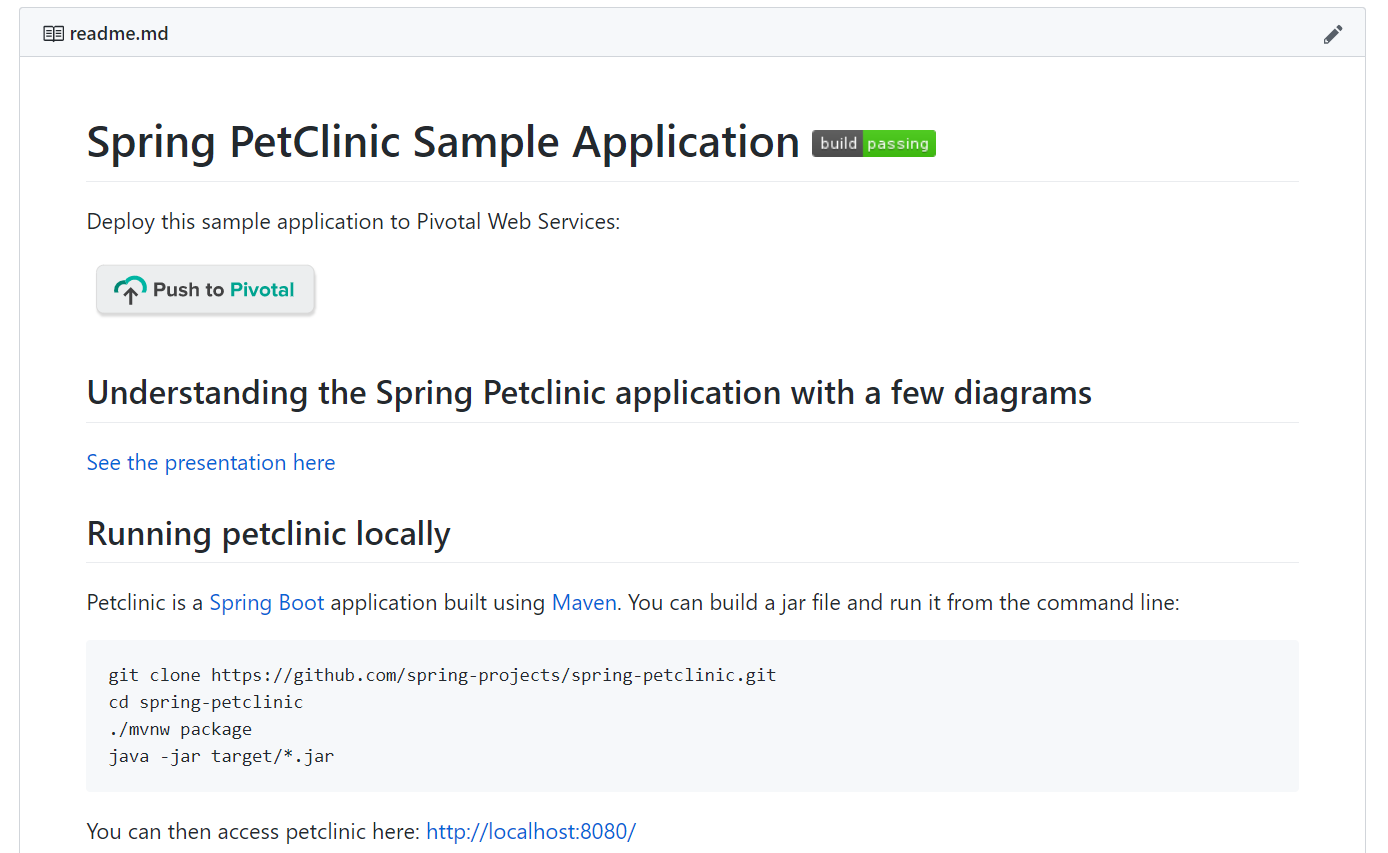 readme.md
Spring PetClinic Sample Application build passing
Deploy this sample application to Pivotal Web Services:
Push to Pivotal
Understanding the Spring Petclinic application with a few diagrams
See the presentation here
Running petclinic locally
Petclinic is a Spring Boot application built using Maven. You can build a jar file and run it from the command line:
git clone https://github.com/spring-projects/spring-petclinic.git
cd spring-petclinic
./mvnw package
java -jar target/*.jar
You can then access petclinic here: http://localhost:8080/